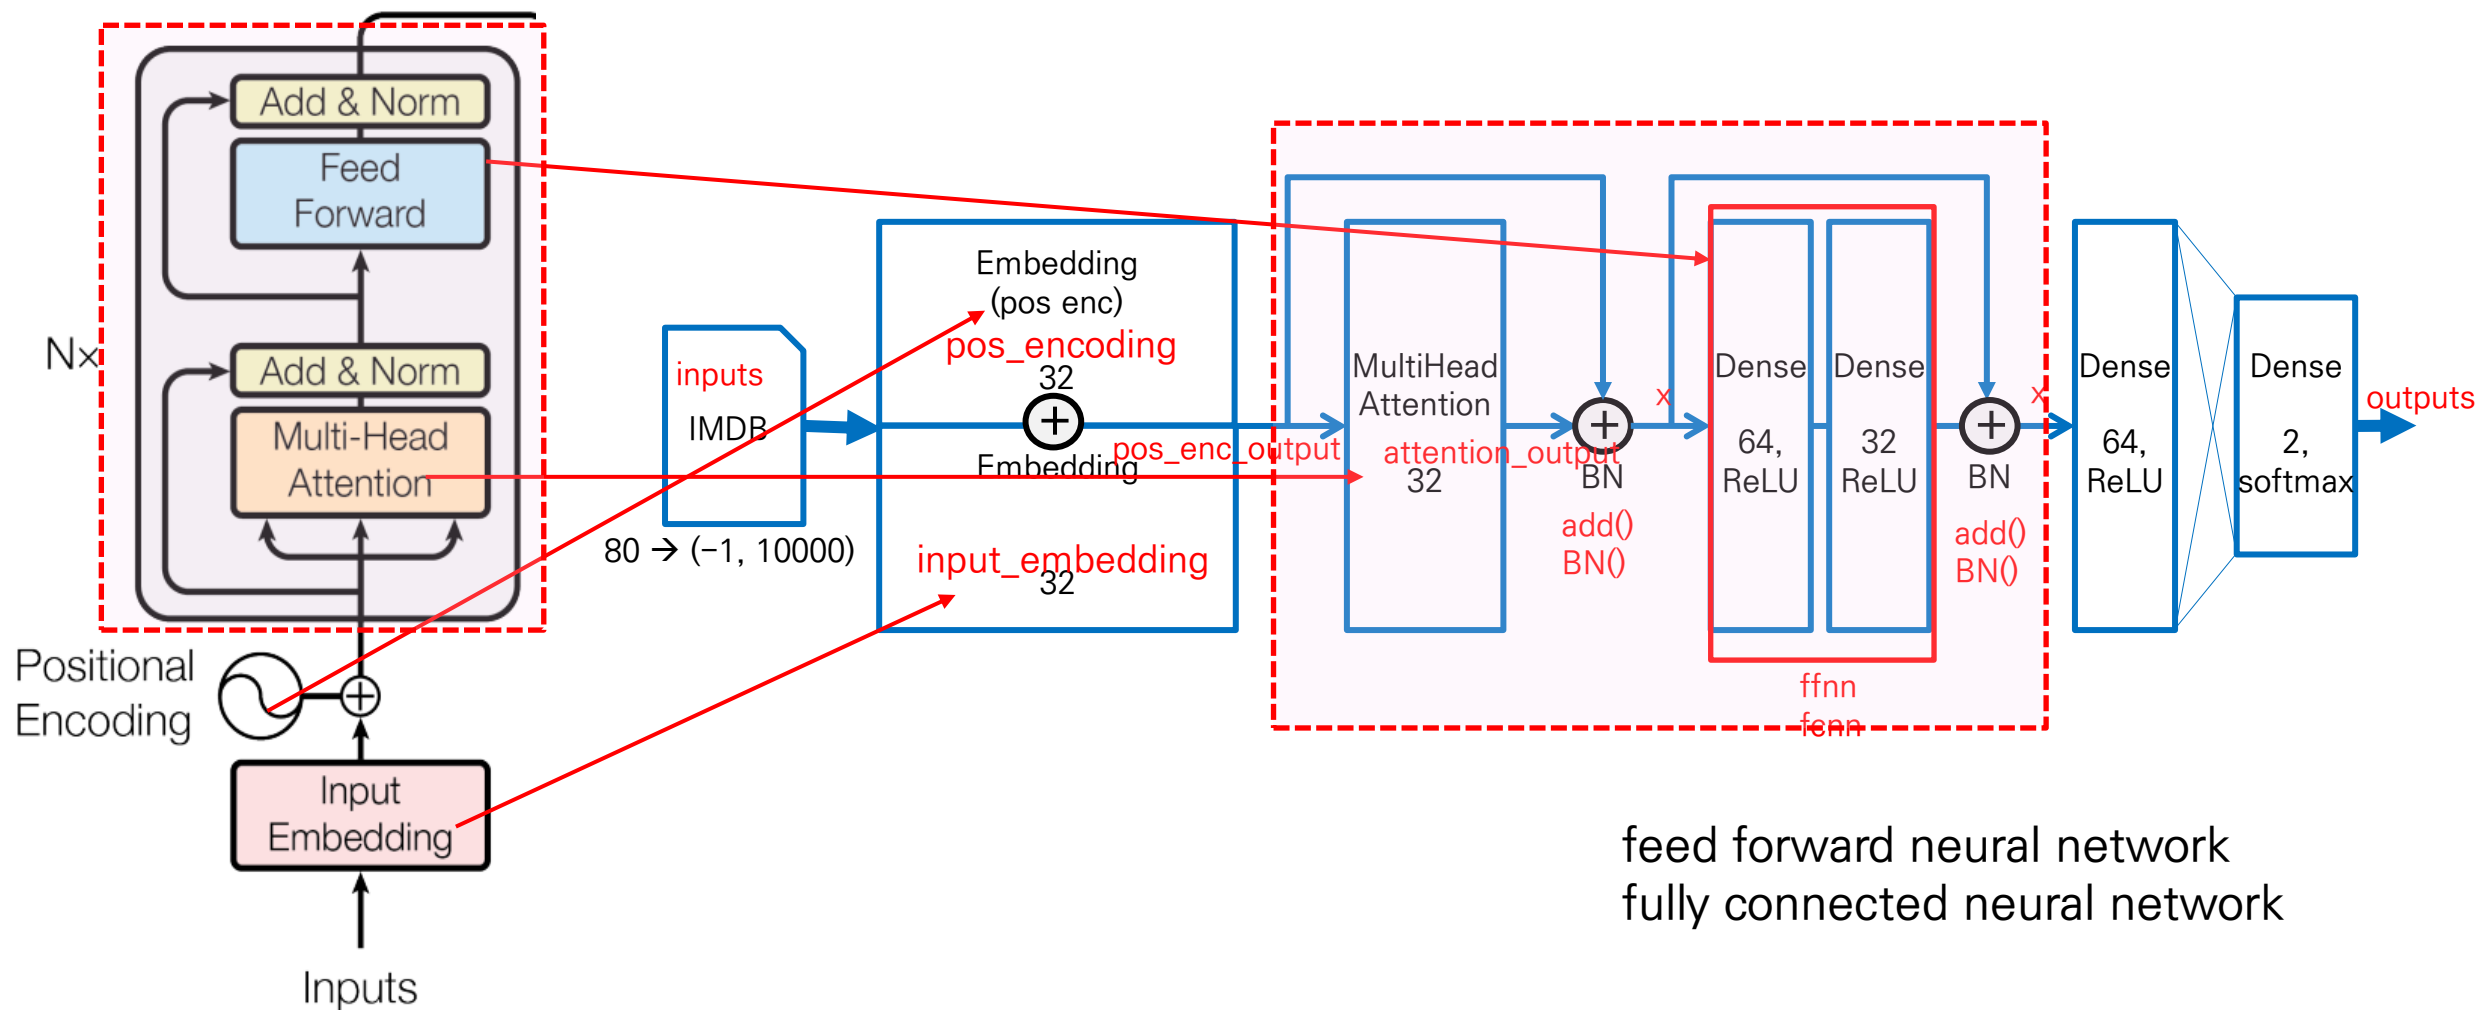 Add & Norm
Feed
Forward
Nx
Add & Norm
Multi-Head
Attention
Positional
Encoding
Input
Embedding
Inputs
inputs
IMDB
80 → (-1, 10000)
Embedding
(pos enc)
pos_encoding
32
Embedding
input_embedding
32
pos_enc_output
MultiHead
Attention
32
attention_output
BN
add()
BN()
x
Dense
64,
ReLU
Dense
32
ReLU
ffnn
fcnn
BN
add()
BN()
x
Dense
64,
ReLU
Dense
2,
softmax
outputs
feed forward neural network
fully connected neural network